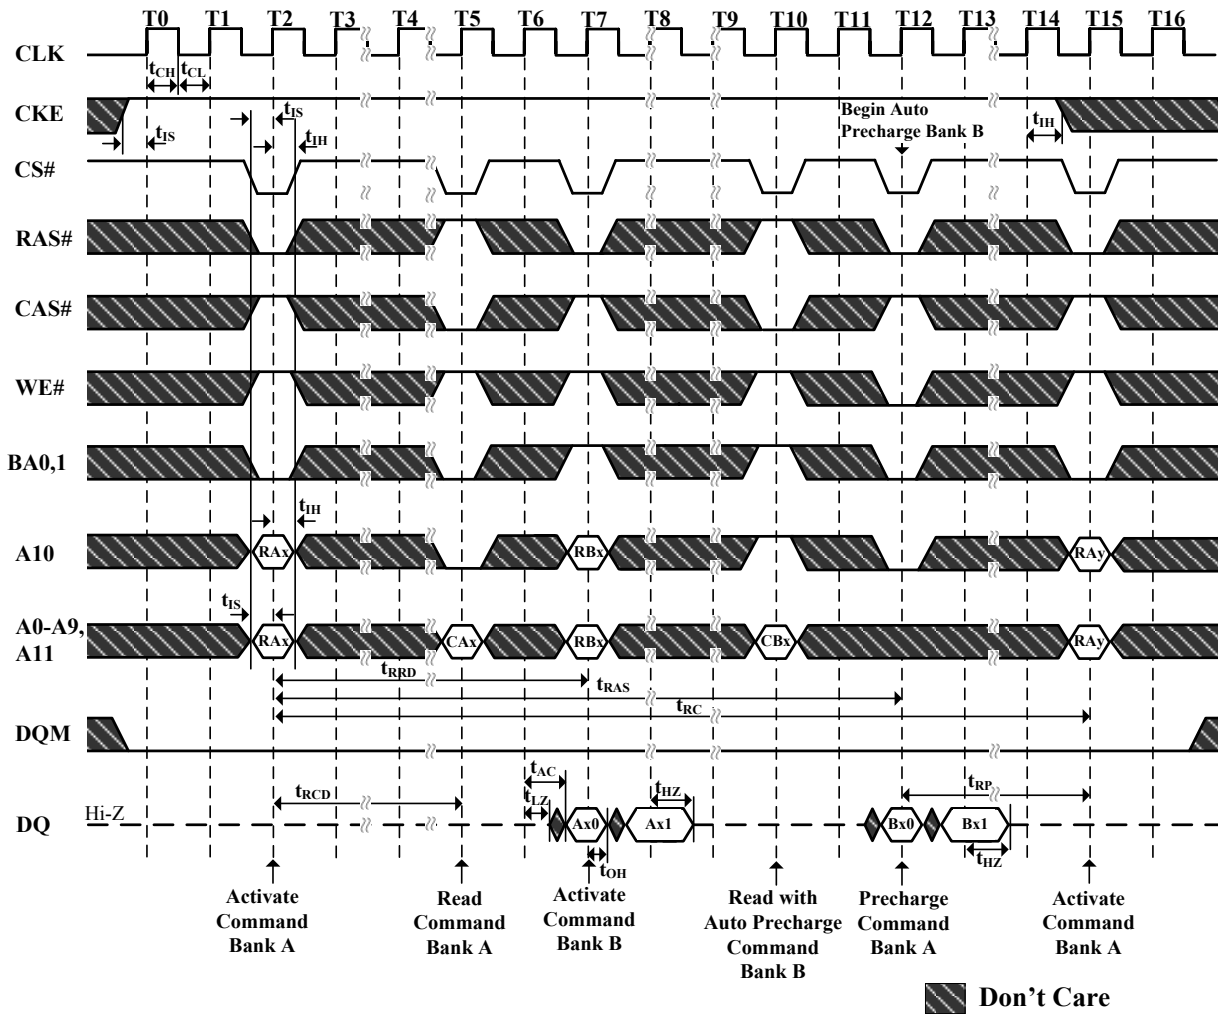 T0 T1 T2 T3 T4 T5 T6 T7 T8 T9 T10 T11 T12 T13 T14 T15 T16
CLK
tCH tCL
CKE
tIS
tIS
tIH
Begin Auto
Precharge Bank B
tIH
CS#
RAS#
CAS#
WE#
BA0,1
tIH
A10
RAx RBx RAy
tIS
A0-A9,
A11
RAx CAx RBx CBx RAy
tRRD
tRAS
tRC
DQM
tAC
tRCD
tLZ
tHZ
tRP
Hi-Z
DQ
Ax0 Ax1 Bx0 Bx1
tOH
tHZ
Activate
Command
Bank A
Read
Command
Bank A
Activate
Command
Bank B
Read with
Auto Precharge
Command
Bank B
Precharge
Command
Bank A
Activate
Command
Bank A
Don't Care